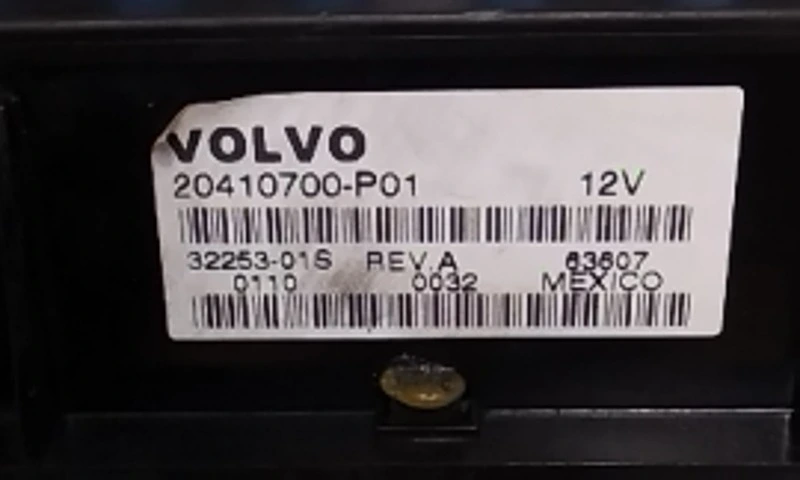 VOLVO
20410700-P01 12V
32253-01S REV.A 63607
0110 0032 MEXICO